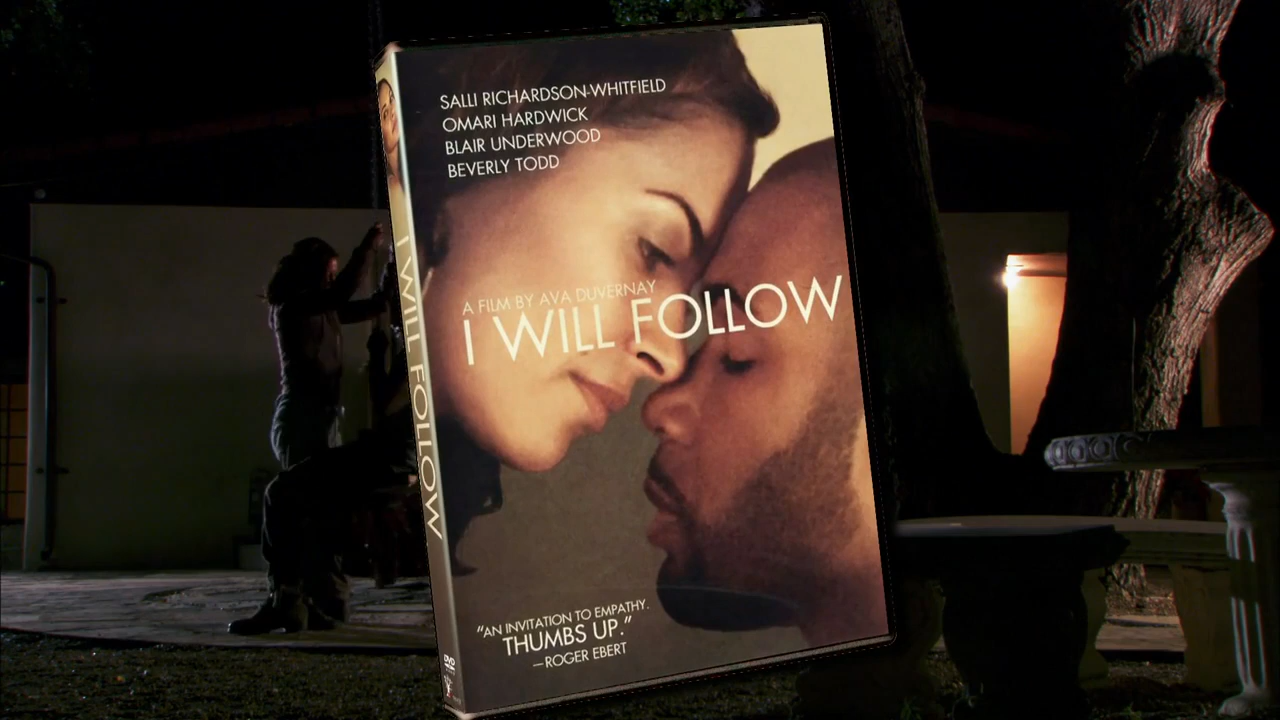 SALLI RICHARDSON-WHITFIELD
OMARI HARDWICK
BLAIR UNDERWOOD
BEVERLY TODD
A FILM BY AVA DUVERNAY
I WILL FOLLOW
"AN INVITATION TO EMPATHY.
THUMBS UP."
—ROGER EBERT
I WILL FOLLOW
DVD